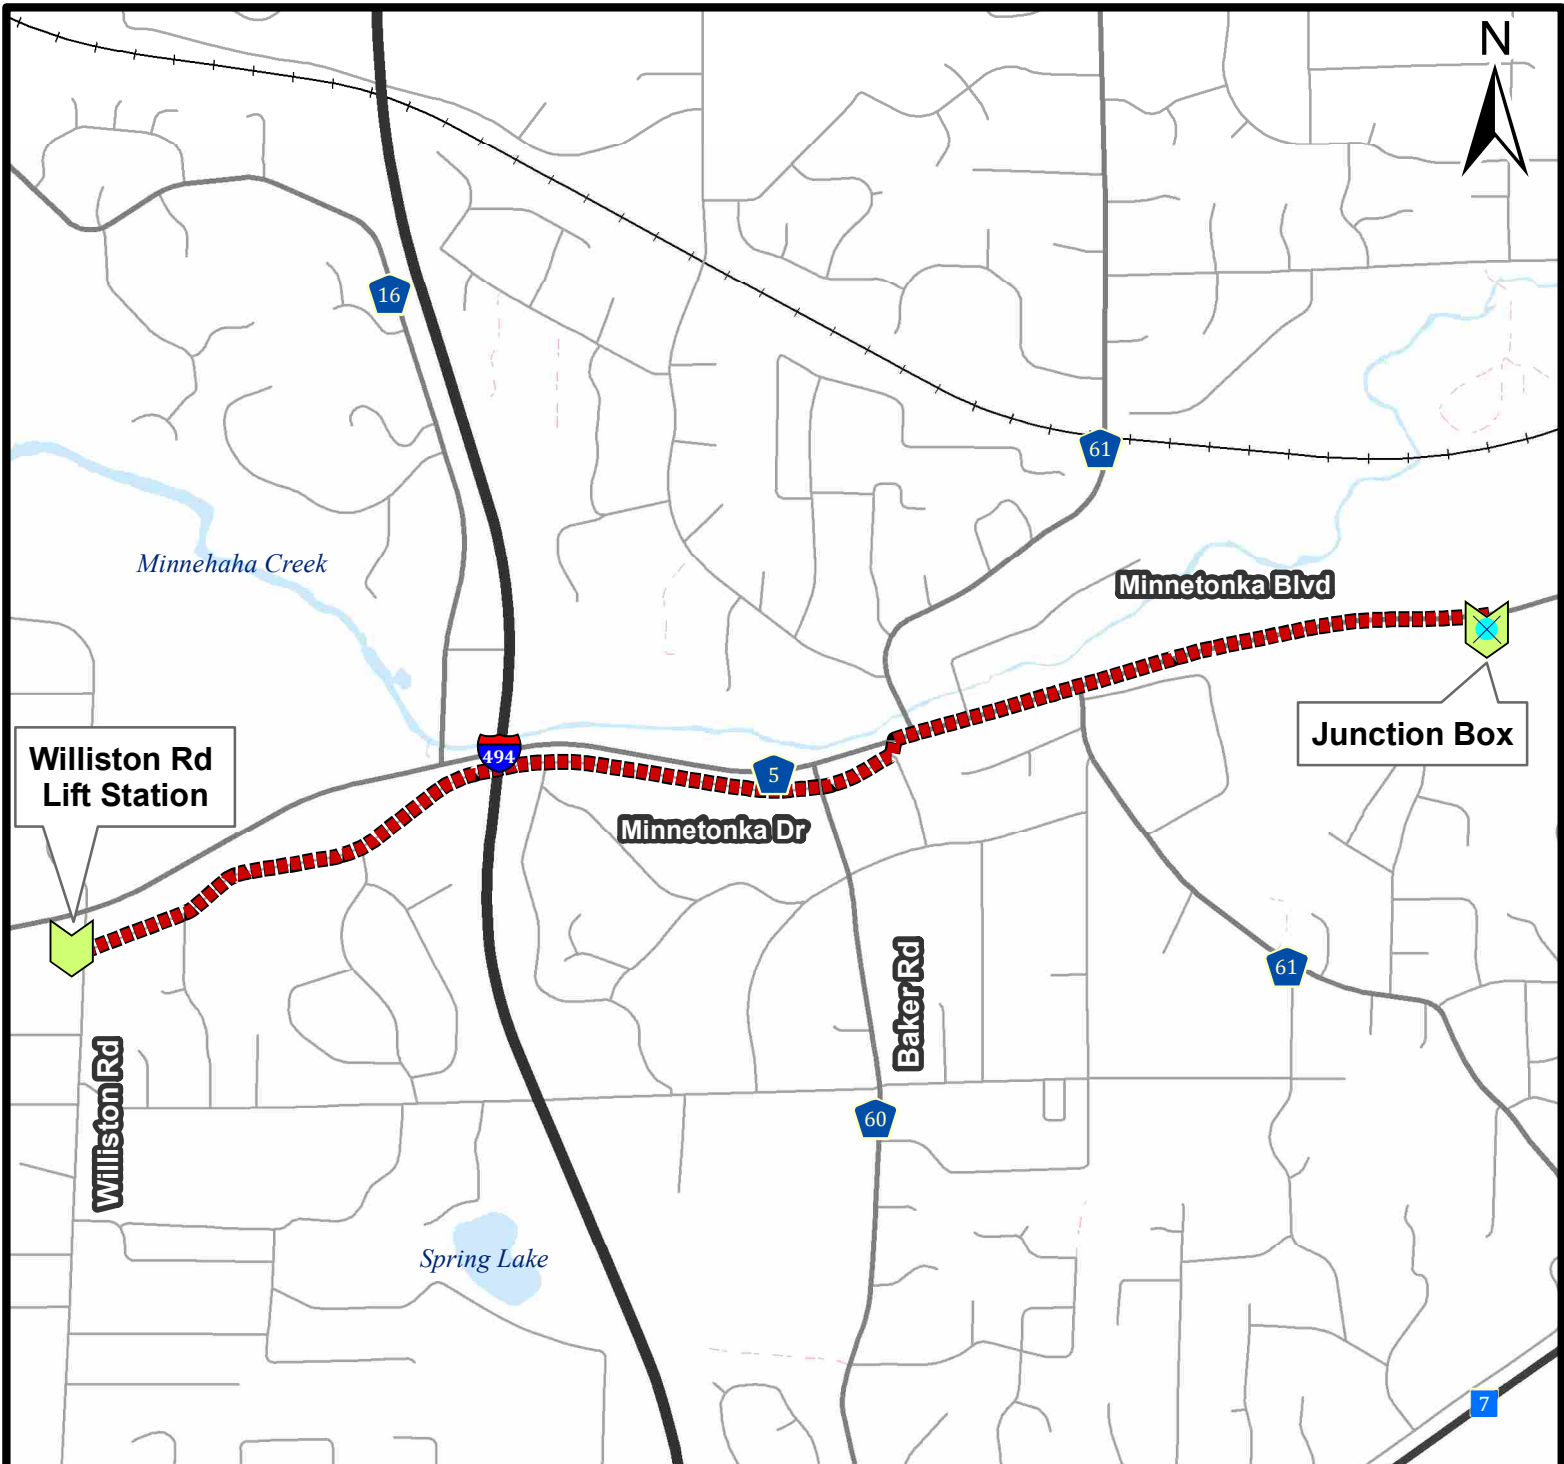 N
16
61
Minnehaha Creek
Minnetonka Blvd
Junction Box
Williston Rd
Lift Station
494
5
Minnetonka Dr
61
Baker Rd
Williston Rd
60
Spring Lake
7